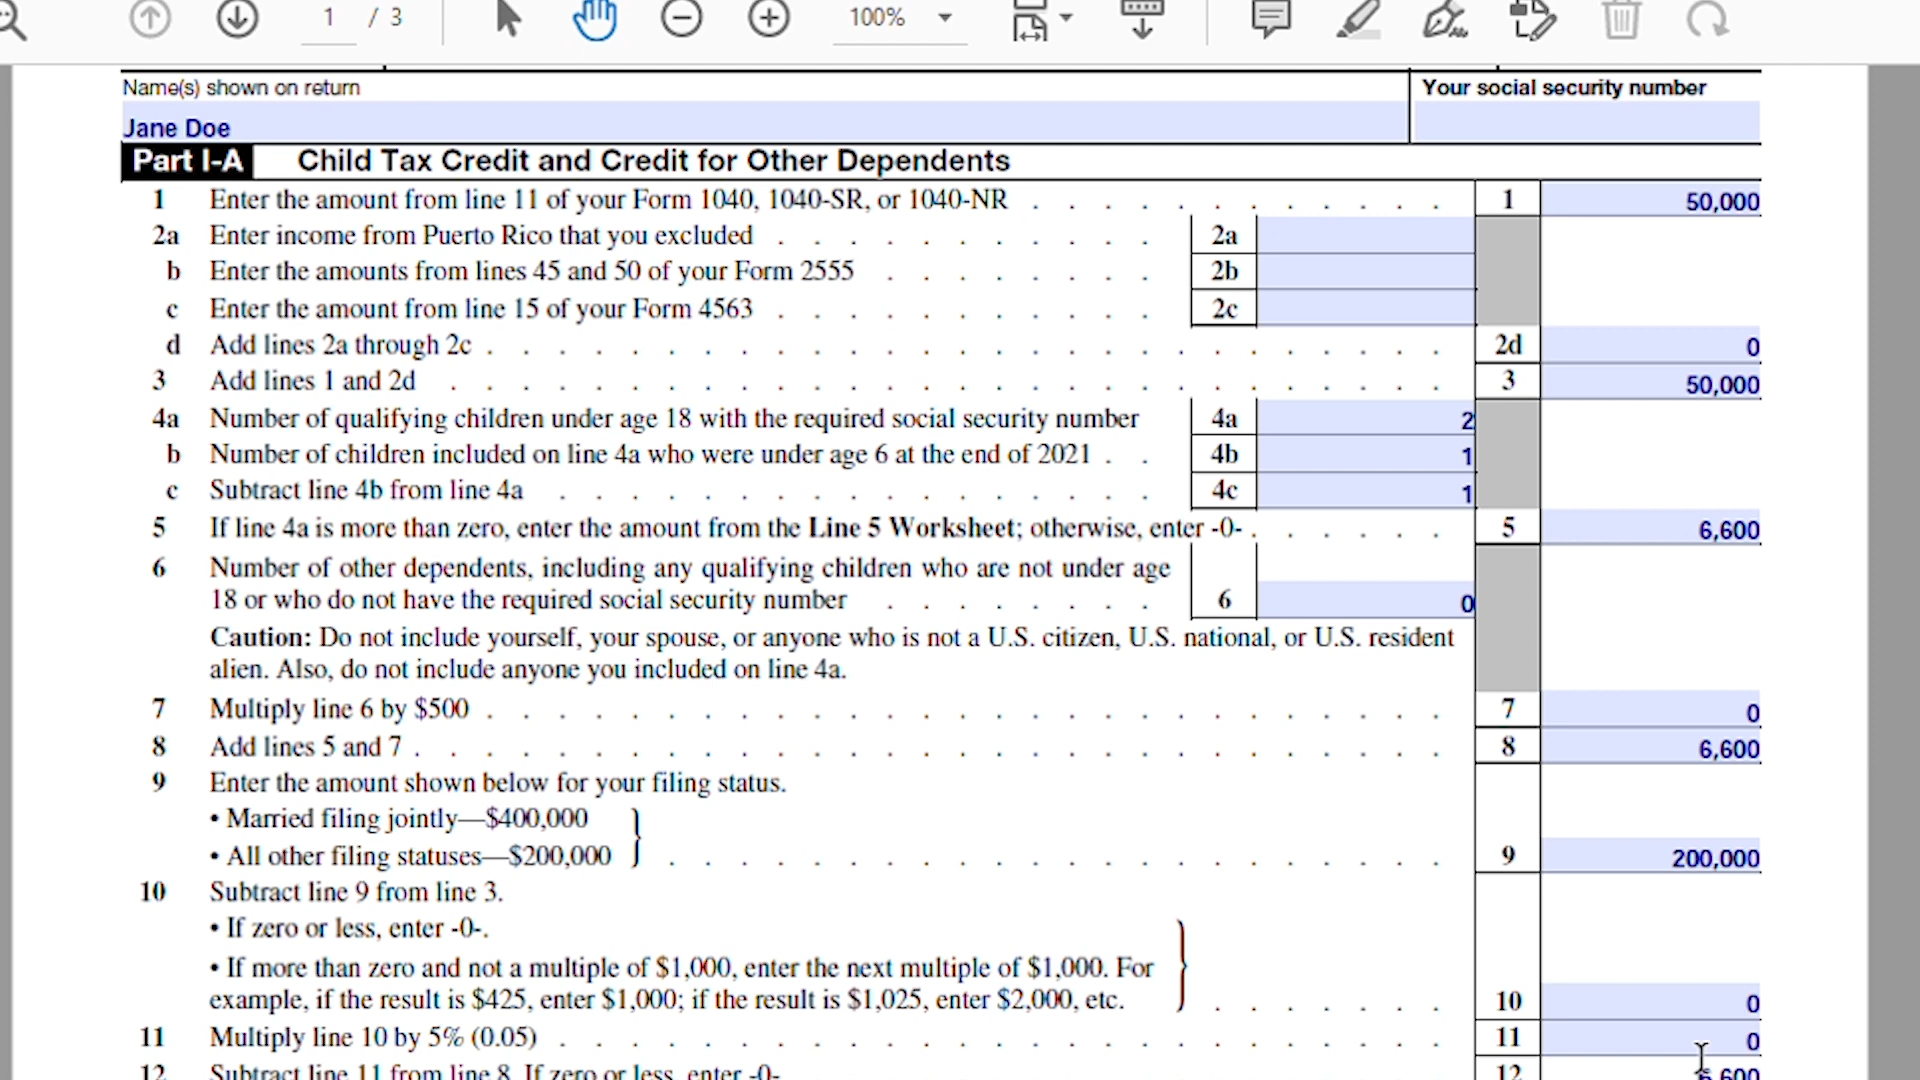 1 / 3 100%
Name(s) shown on return Your social security number
Jane Doe
Part I-A Child Tax Credit and Credit for Other Dependents
1 Enter the amount from line 11 of your Form 1040, 1040-SR, or 1040-NR . . . . . . . . . . . . 1 50,000
2a Enter income from Puerto Rico that you excluded . . . . . . . . . . . 2a
b Enter the amounts from lines 45 and 50 of your Form 2555 . . . . . . . . 2b
c Enter the amount from line 15 of your Form 4563 . . . . . . . . . . . 2c
d Add lines 2a through 2c . . . . . . . . . . . . . . . . . . . . . . . . . . . 2d 0
3 Add lines 1 and 2d . . . . . . . . . . . . . . . . . . . . . . . . . . . . 3 50,000
4a Number of qualifying children under age 18 with the required social security number 4a 2
b Number of children included on line 4a who were under age 6 at the end of 2021 . . 4b 1
c Subtract line 4b from line 4a . . . . . . . . . . . . . . . . . 4c 1
5 If line 4a is more than zero, enter the amount from the Line 5 Worksheet; otherwise, enter -0- . . . . . . 5 6,600
6 Number of other dependents, including any qualifying children who are not under age
18 or who do not have the required social security number . . . . . . . . 6 0
Caution: Do not include yourself, your spouse, or anyone who is not a U.S. citizen, U.S. national, or U.S. resident
alien. Also, do not include anyone you included on line 4a.
7 Multiply line 6 by $500 . . . . . . . . . . . . . . . . . . . . . . . . . . . 7 0
8 Add lines 5 and 7 . . . . . . . . . . . . . . . . . . . . . . . . . . . . . 8 6,600
9 Enter the amount shown below for your filing status.
• Married filing jointly—$400,000
• All other filing statuses—$200,000 } . . . . . . . . . . . . . . . . . . . . . . 9 200,000
10 Subtract line 9 from line 3.
• If zero or less, enter -0-.
• If more than zero and not a multiple of $1,000, enter the next multiple of $1,000. For
example, if the result is $425, enter $1,000; if the result is $1,025, enter $2,000, etc. } . . . . . . . 10 0
11 Multiply line 10 by 5% (0.05) . . . . . . . . . . . . . . . . . . . . . . . . . 11 0
12 Subtract line 11 from line 8. If zero or less, enter -0- 12